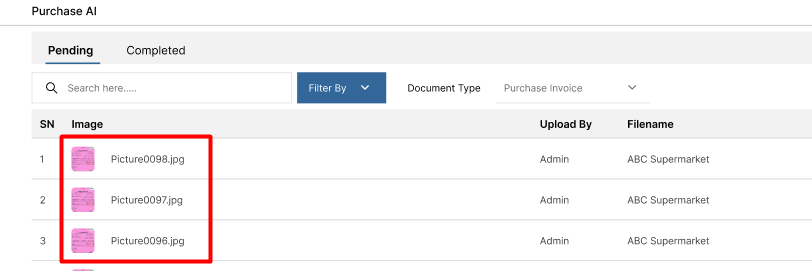 Purchase AI
Pending Completed
Search here..... Filter By Document Type Purchase Invoice
SN Image Upload By Filename
1 Picture0098.jpg Admin ABC Supermarket
2 Picture0097.jpg Admin ABC Supermarket
3 Picture0096.jpg Admin ABC Supermarket